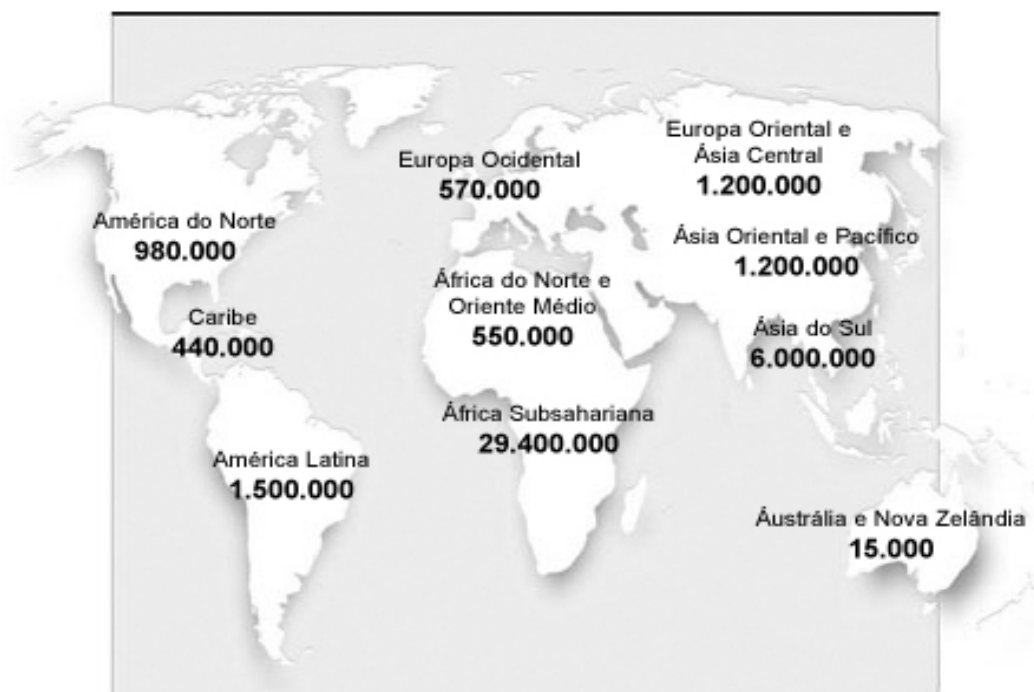 Europa Oriental e
Ásia Central
1.200.000
Europa Ocidental
570.000
América do Norte
980.000
Ásia Oriental e Pacífico
1.200.000
África do Norte e
Oriente Médio
550.000
Caribe
440.000
Ásia do Sul
6.000.000
África Subsahariana
29.400.000
América Latina
1.500.000
Áustrália e Nova Zelândia
15.000